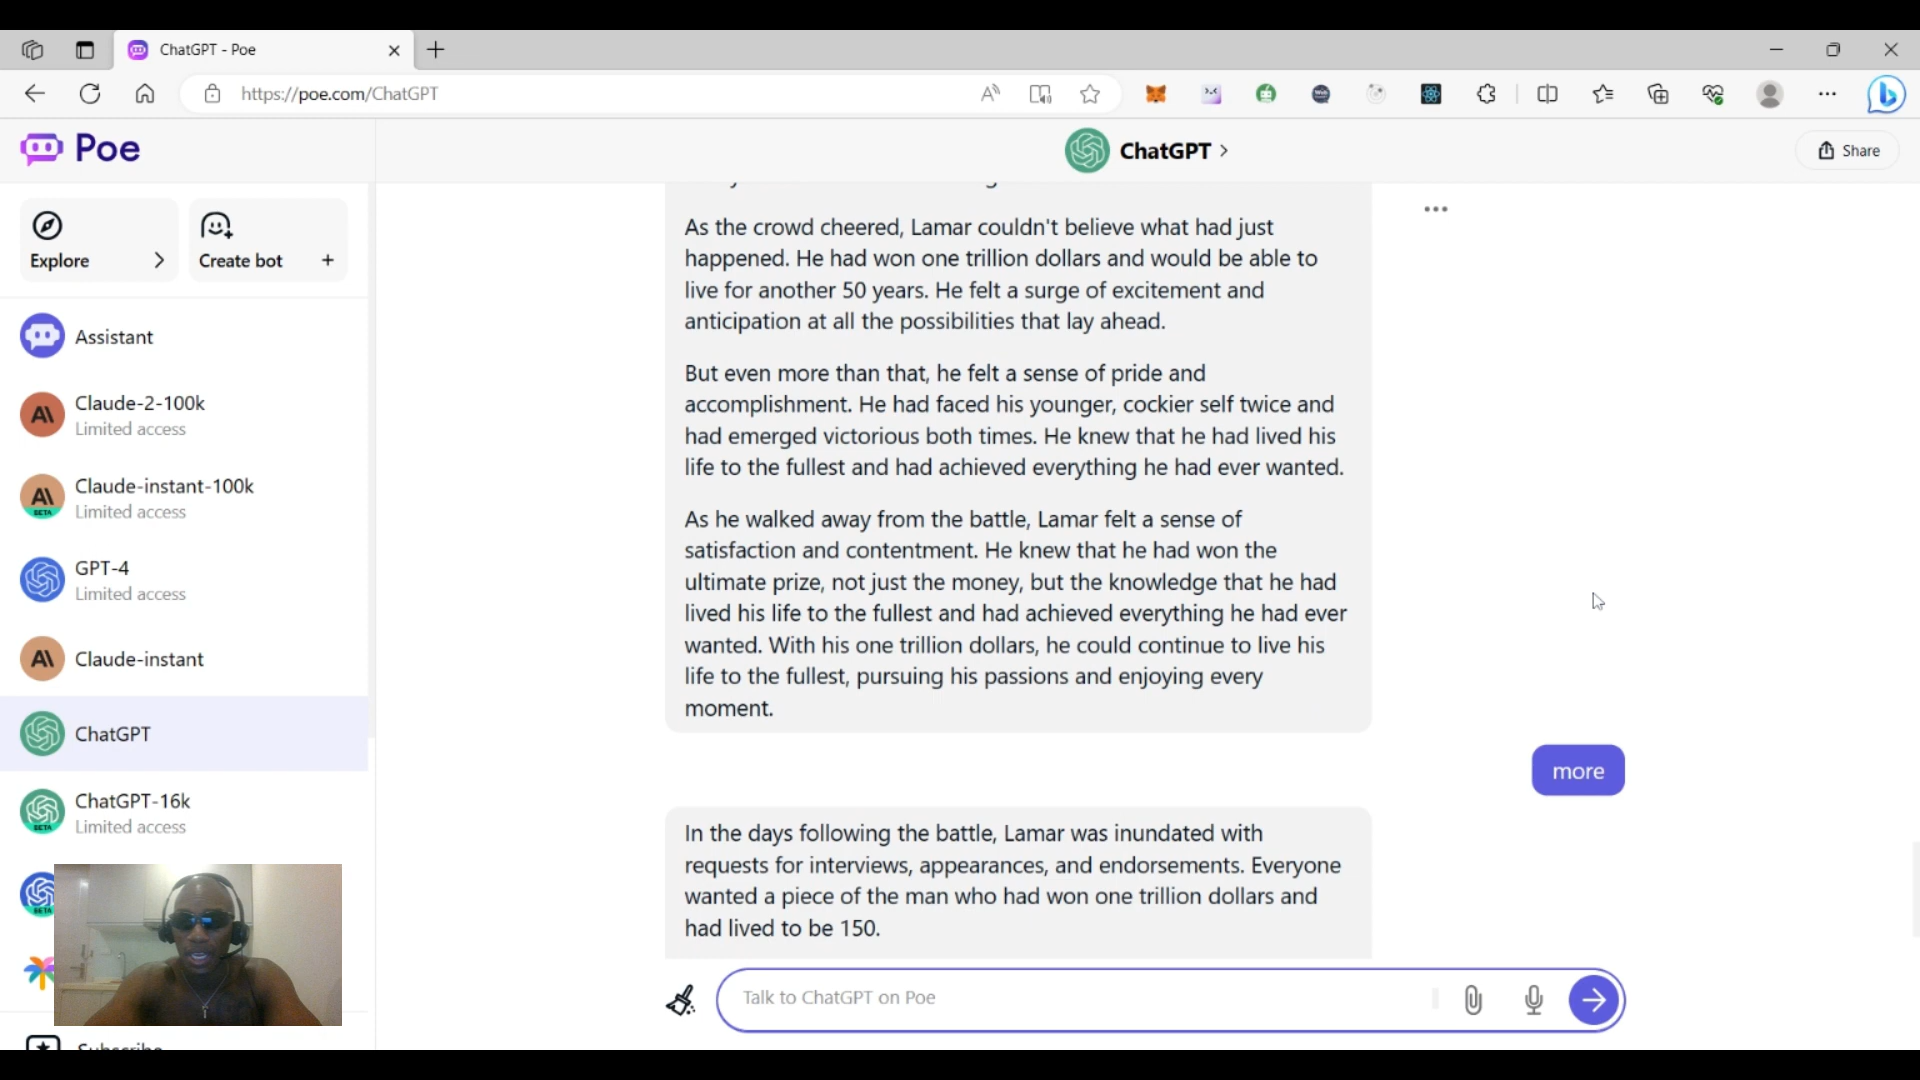 ChatGPT - Poe
https://poe.com/ChatGPT
Poe
ChatGPT
Share
Explore
Create bot
Assistant
Claude-2-100k
Limited access
Claude-instant-100k
Limited access
BETA
GPT-4
Limited access
Claude-instant
ChatGPT
ChatGPT-16k
Limited access
BETA
BETA
As the crowd cheered, Lamar couldn't believe what had just
happened. He had won one trillion dollars and would be able to
live for another 50 years. He felt a surge of excitement and
anticipation at all the possibilities that lay ahead.
But even more than that, he felt a sense of pride and
accomplishment. He had faced his younger, cockier self twice and
had emerged victorious both times. He knew that he had lived his
life to the fullest and had achieved everything he had ever wanted.
As he walked away from the battle, Lamar felt a sense of
satisfaction and contentment. He knew that he had won the
ultimate prize, not just the money, but the knowledge that he had
lived his life to the fullest and had achieved everything he had ever
wanted. With his one trillion dollars, he could continue to live his
life to the fullest, pursuing his passions and enjoying every
moment.
more
In the days following the battle, Lamar was inundated with
requests for interviews, appearances, and endorsements. Everyone
wanted a piece of the man who had won one trillion dollars and
had lived to be 150.
Talk to ChatGPT on Poe